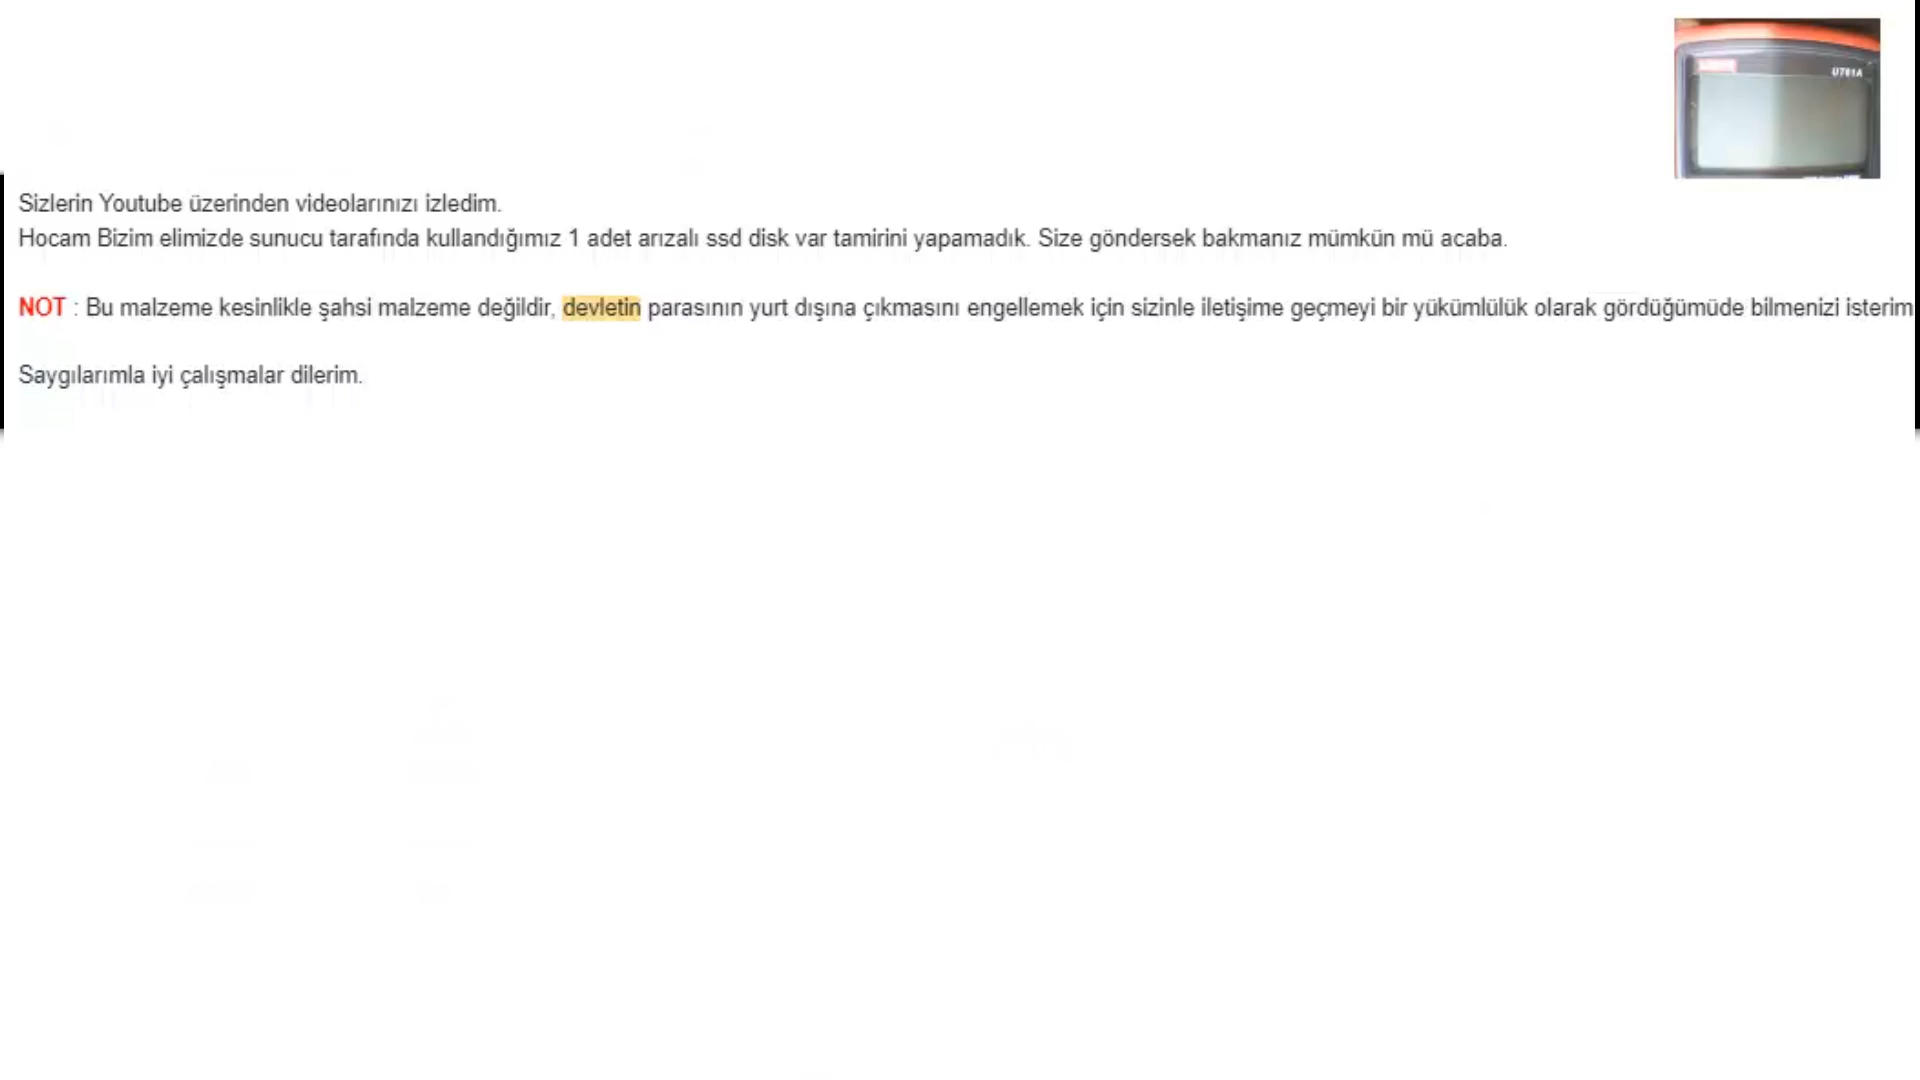 U781A
Sizlerin Youtube üzerinden videolarınızı izledim.
Hocam Bizim elimizde sunucu tarafında kullandığımız 1 adet arızalı ssd disk var tamirini yapamadık. Size göndersek bakmanız mümkün mü acaba.
NOT : Bu malzeme kesinlikle şahsi malzeme değildir, devletin parasının yurt dışına çıkmasını engellemek için sizinle iletişime geçmeyi bir yükümlülük olarak gördüğümüde bilmenizi isterim
Saygılarımla iyi çalışmalar dilerim.